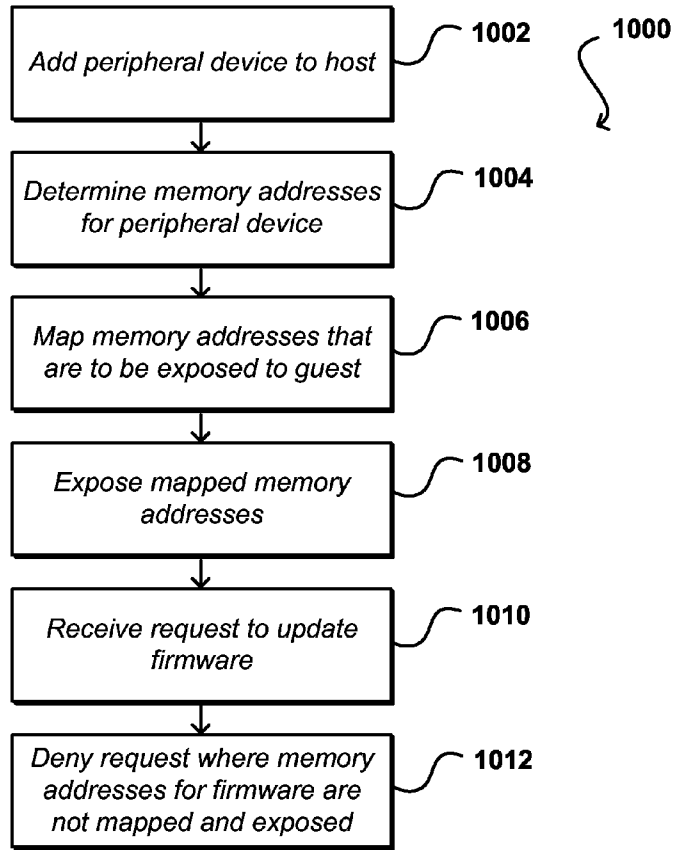 Add peripheral device to host
1002
1000
Determine memory addresses
for peripheral device
1004
Map memory addresses that
are to be exposed to guest
1006
Expose mapped memory
addresses
1008
Receive request to update
firmware
1010
Deny request where memory
addresses for firmware are
not mapped and exposed
1012